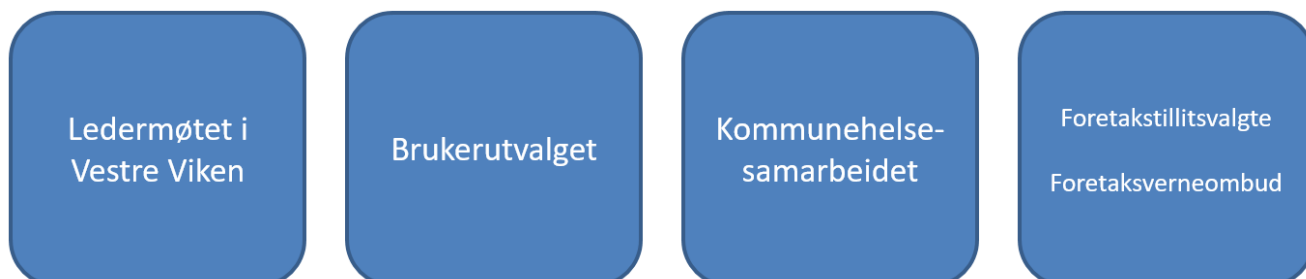 Ledermøtet i
Vestre Viken
Brukerutvalget
Kommunehelse-
samarbeidet
Foretakstillitsvalgte
Foretaksverneombud